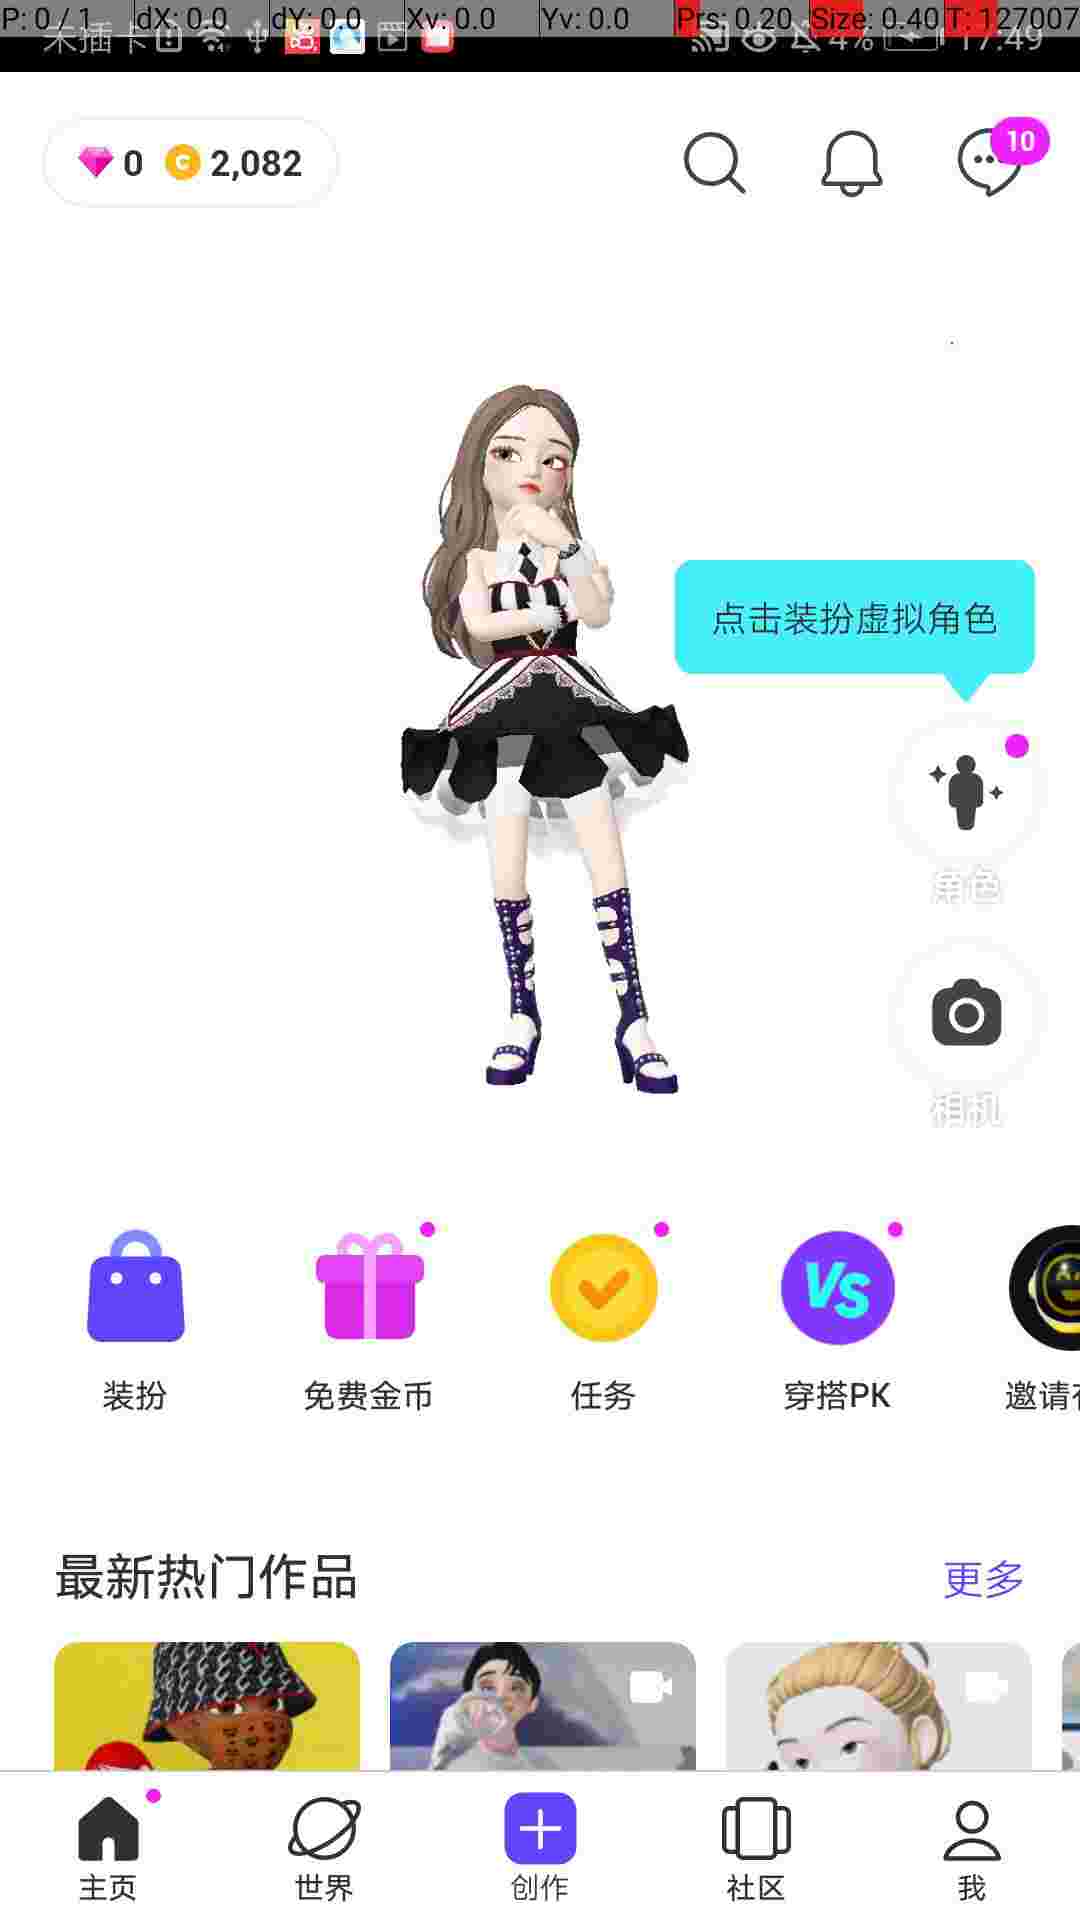 P: 0 / 1 dX: 0.0 dY: 0.0 Xv: 0.0 Yv: 0.0 Prs: 0.20 Size: 0.40 T: 127007
未插卡 4% 17:49
0 2,082 10
点击装扮虚拟角色
角色
相机
装扮 免费金币 任务 VS 穿搭PK
邀请
最新热门作品 更多
主页 世界 创作 社区 我